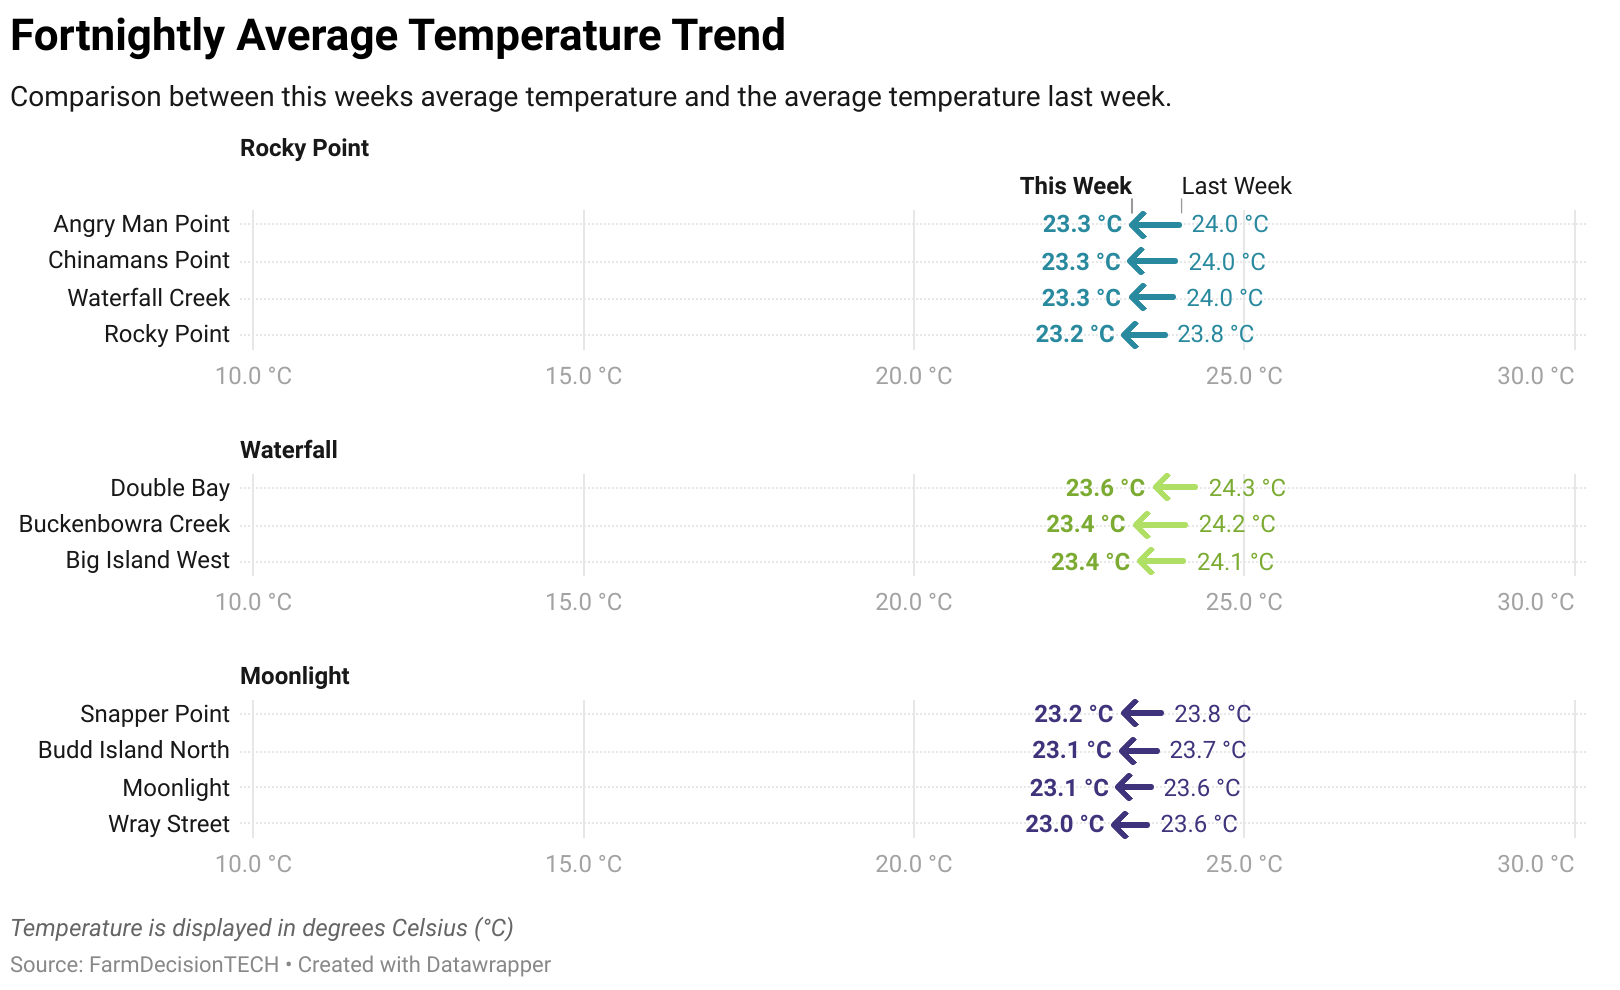 Fortnightly Average Temperature Trend
Comparison between this weeks average temperature and the average temperature last week.
Rocky Point
This Week Last Week
Angry Man Point 23.3 °C 24.0 °C
Chinamans Point 23.3 °C 24.0 °C
Waterfall Creek 23.3 °C 24.0 °C
Rocky Point 23.2 °C 23.8 °C
10.0 °C 15.0 °C 20.0 °C 25.0 °C 30.0 °C
Waterfall
Double Bay 23.6 °C 24.3 °C
Buckenbowra Creek 23.4 °C 24.2 °C
Big Island West 23.4 °C 24.1 °C
10.0 °C 15.0 °C 20.0 °C 25.0 °C 30.0 °C
Moonlight
Snapper Point 23.2 °C 23.8 °C
Budd Island North 23.1 °C 23.7 °C
Moonlight 23.1 °C 23.6 °C
Wray Street 23.0 °C 23.6 °C
10.0 °C 15.0 °C 20.0 °C 25.0 °C 30.0 °C
Temperature is displayed in degrees Celsius (°C)
Source: FarmDecisionTECH • Created with Datawrapper